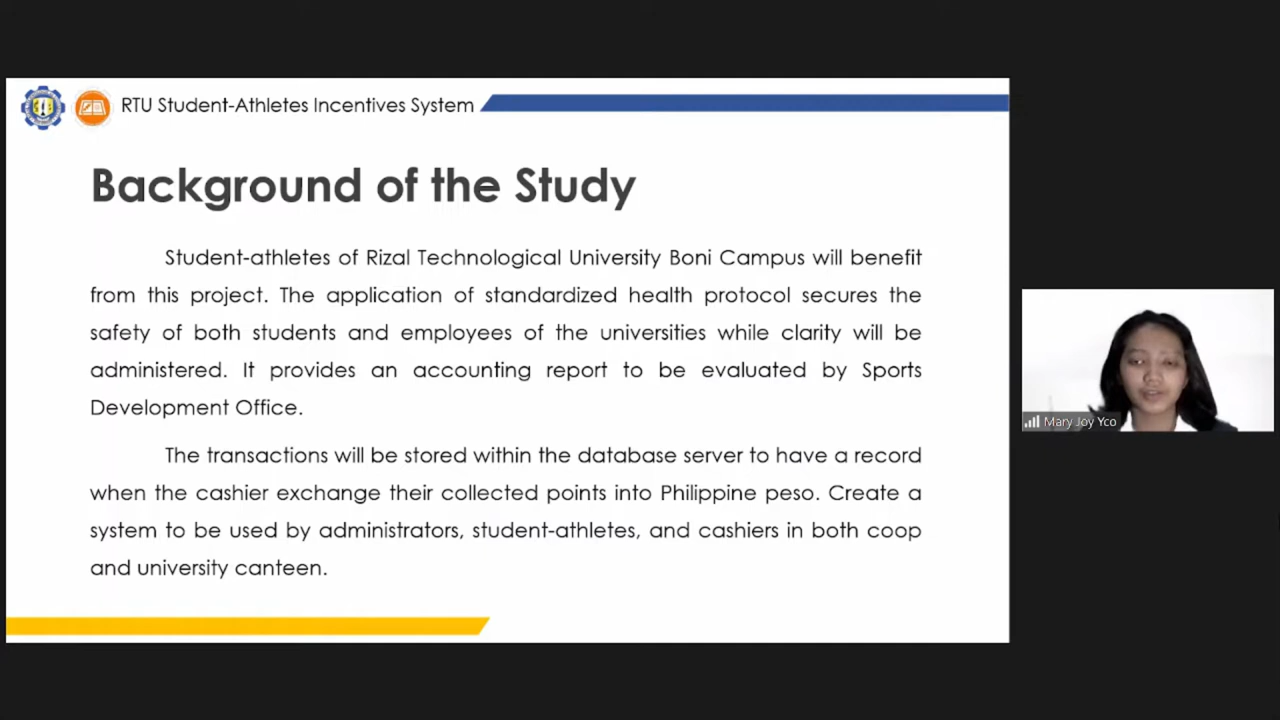 RTU Student-Athletes Incentives System
Background of the Study
Student-athletes of Rizal Technological University Boni Campus will benefit
from this project. The application of standardized health protocol secures the
safety of both students and employees of the universities while clarity will be
administered. It provides an accounting report to be evaluated by Sports
Development Office.
The transactions will be stored within the database server to have a record
when the cashier exchange their collected points into Philippine peso. Create a
system to be used by administrators, student-athletes, and cashiers in both coop
and university canteen.
Mary Joy Yco